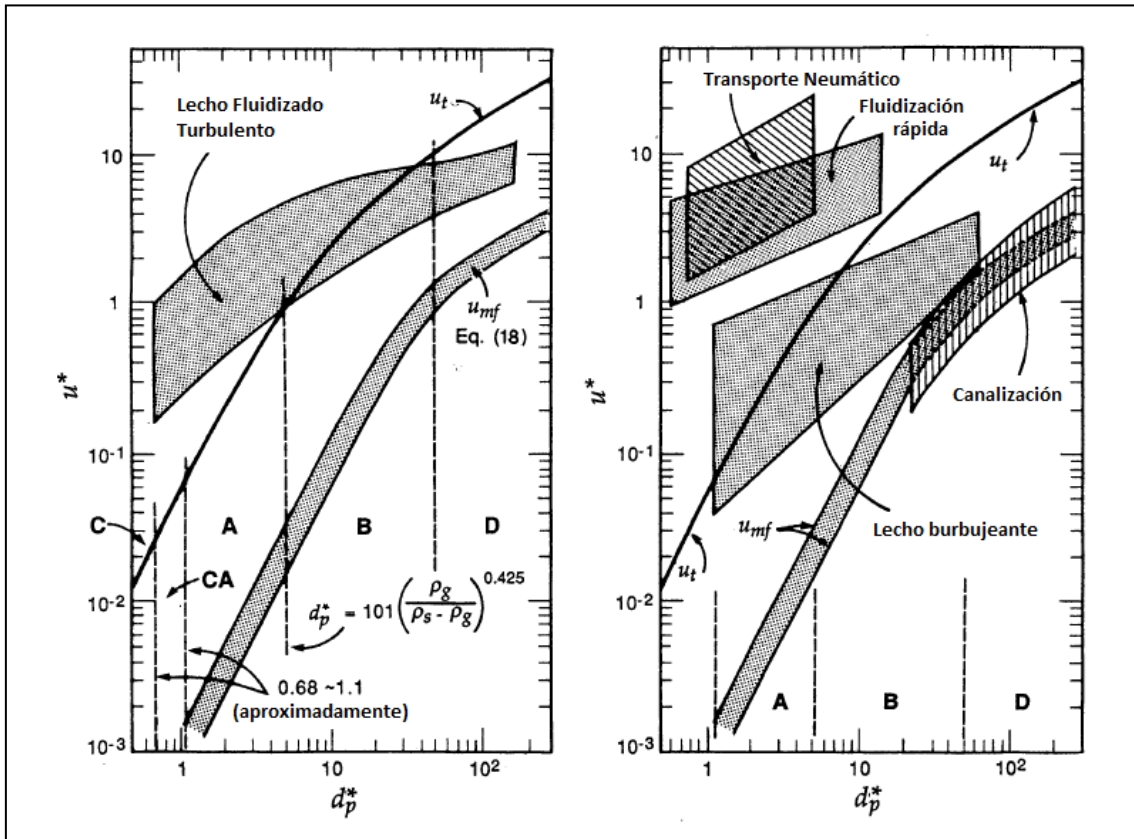 Lecho Fluidizado
Turbulento
u_t
10
1
u*
10^-1
10^-2
10^-3
u_mf
Eq. (18)
C
CA
A
B
D
d_p^* = 101 (ρ_g / (ρ_s - ρ_g))^0.425
0.68 ~1.1
(aproximadamente)
1
10
10^2
d_p^*
Transporte Neumático
Fluidización
rápida
u_t
10
1
u*
10^-1
10^-2
10^-3
Canalización
Lecho burbujeante
u_mf
u_t
A
B
D
1
10
10^2
d_p^*